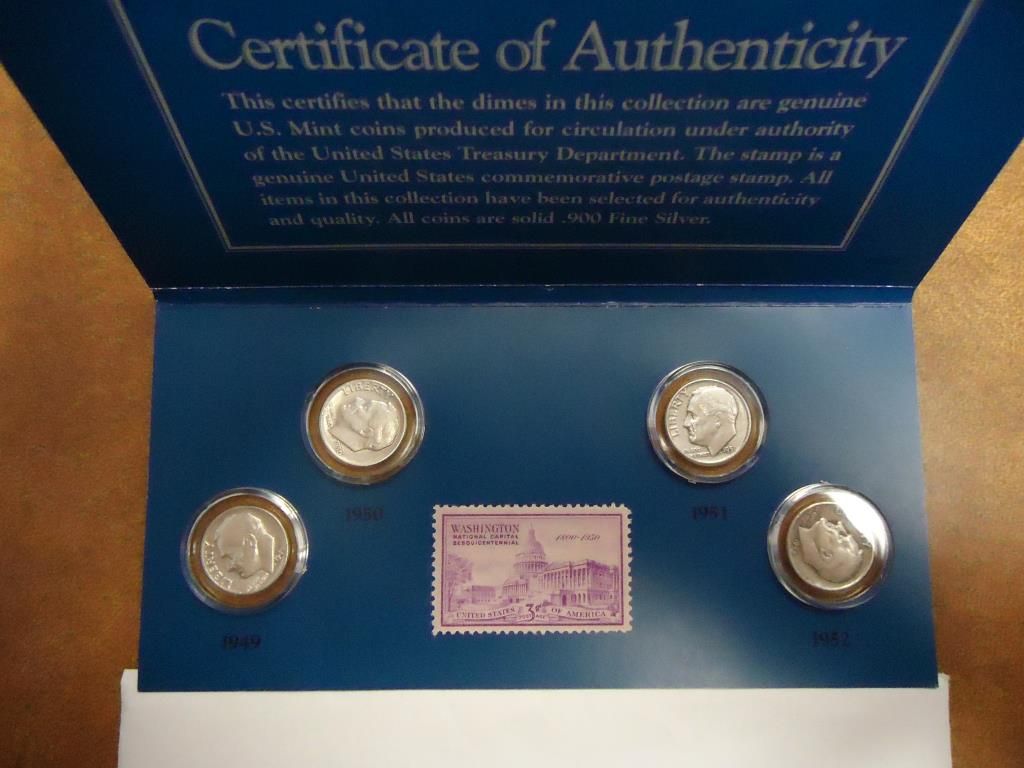 Certificate of Authenticity
This certifies that the dimes in this collection are genuine
U.S. Mint coins produced for circulation under authority
of the United States Treasury Department. The stamp is a
genuine United States commemorative postage stamp. All
items in this collection have been selected for authenticity
and quality. All coins are solid .900 Fine Silver.
LIBERTY
1950
LIBERTY
1951
LIBERTY
1949
WASHINGTON
NATIONAL CAPITAL
SESQUICENTENNIAL
1800-1950
UNITED STATES 3¢ OF AMERICA
POSTAGE
1952